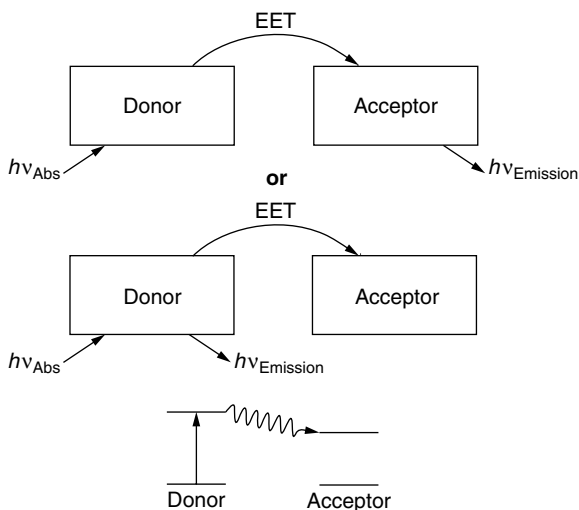 EET
Donor
Acceptor
hνAbs
hνEmission
or
EET
Donor
Acceptor
hνAbs
hνEmission
Donor
Acceptor